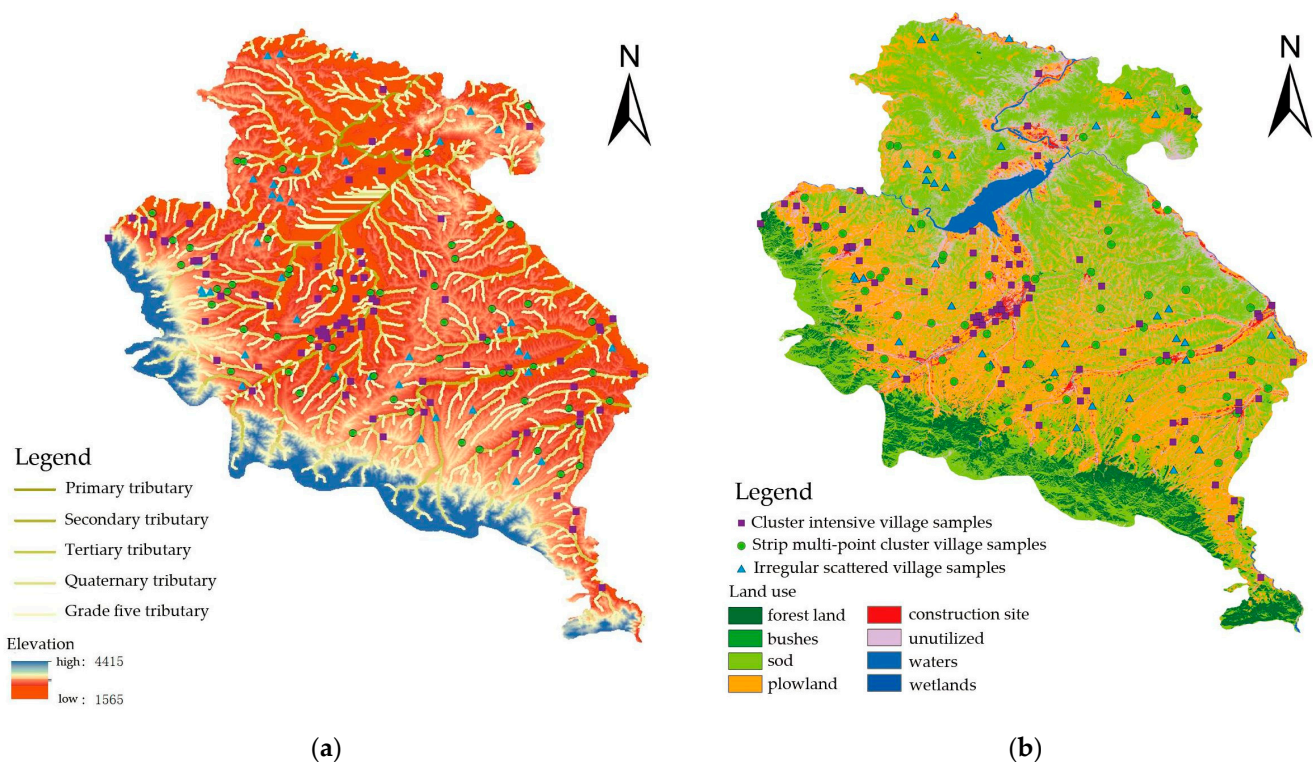 N
N
Legend
Primary tributary
Secondary tributary
Tertiary tributary
Quaternary tributary
Grade five tributary
Elevation
high: 4415
low: 1565
Legend
Cluster intensive village samples
Strip multi-point cluster village samples
Irregular scattered village samples
Land use
forest land
construction site
bushes
unutilized
sod
waters
plowland
wetlands
(a)
(b)